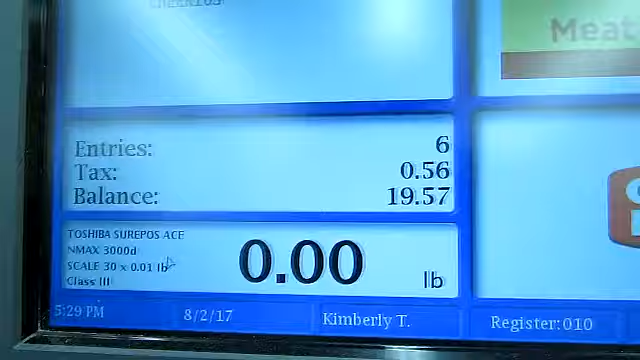 Meat
Entries: 6
Tax: 0.56
Balance: 19.57
TOSHIBA SUREPOS ACE
NMAX 3000d
SCALE 30 x 0.01 lb
Class III
0.00 lb
5:29 PM 8/2/17 Kimberly T. Register:010